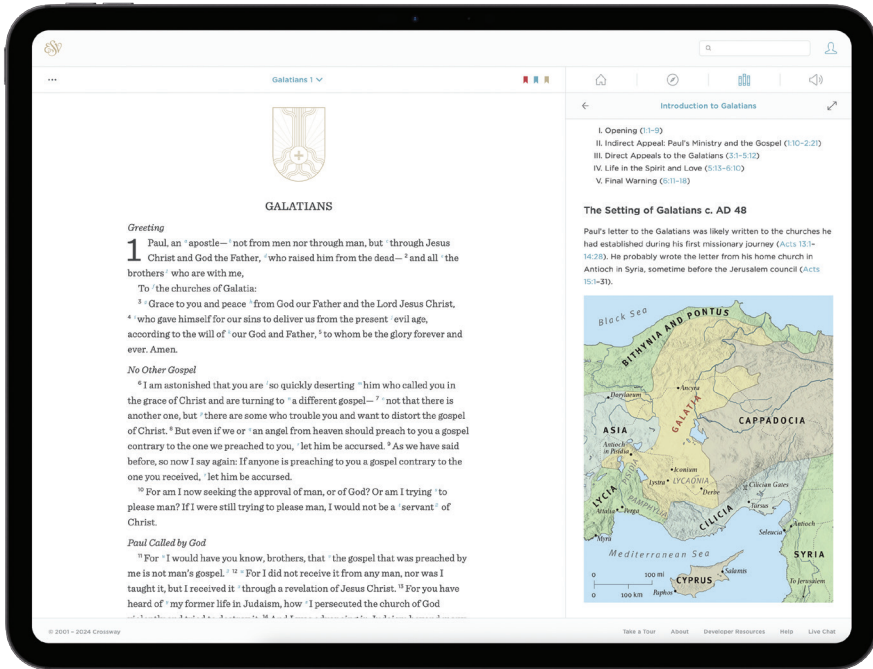 ESV
... Galatians 1
GALATIANS
Greeting
1 Paul, an apostle— not from men nor through man, but through Jesus
Christ and God the Father, who raised him from the dead— 2 and all the
brothers who are with me,
To the churches of Galatia:
3 Grace to you and peace from God our Father and the Lord Jesus Christ,
4 who gave himself for our sins to deliver us from the present evil age,
according to the will of our God and Father, 5 to whom be the glory forever and
ever. Amen.
No Other Gospel
6 I am astonished that you are so quickly deserting him who called you in
the grace of Christ and are turning to a different gospel— 7 not that there is
another one, but there are some who trouble you and want to distort the gospel
of Christ. 8 But even if we or an angel from heaven should preach to you a gospel
contrary to the one we preached to you, let him be accursed. 9 As we have said
before, so now I say again: If anyone is preaching to you a gospel contrary to the
one you received, let him be accursed.
10 For am I now seeking the approval of man, or of God? Or am I trying to
please man? If I were still trying to please man, I would not be a servant of
Christ.
Paul Called by God
11 For I would have you know, brothers, that the gospel that was preached by
me is not man's gospel. 12 For I did not receive it from any man, nor was I
taught it, but I received it through a revelation of Jesus Christ. 13 For you have
heard of my former life in Judaism, how I persecuted the church of God
Introduction to Galatians
I. Opening (1:1–9)
II. Indirect Appeal: Paul's Ministry and the Gospel (1:10–2:21)
III. Direct Appeals to the Galatians (3:1–5:12)
IV. Life in the Spirit and Love (5:13–6:10)
V. Final Warning (6:11–18)
The Setting of Galatians c. AD 48
Paul's letter to the Galatians was likely written to the churches he
had established during his first missionary journey (Acts 13:1–
14:28). He probably wrote the letter from his home church in
Antioch in Syria, sometime before the Jerusalem council (Acts
15:1–31).
Black Sea
BITHYNIA AND PONTUS
Ancyra
Dorylaeum
GALATIA
ASIA
CAPPADOCIA
Antioch
in Pisidia
PISIDIA
Iconium
Lystra
LYCAONIA
Derbe
Cilician Gates
LYCIA
PAMPHYLIA
Attalia
Perga
CILICIA
Tarsus
Seleucia
Antioch
Myra
Mediterranean Sea
SYRIA
Salamis
CYPRUS
Paphos
To Jerusalem
0 100 mi
0 100 km
© 2001 – 2024 Crossway
Take a Tour About Developer Resources Help Live Chat